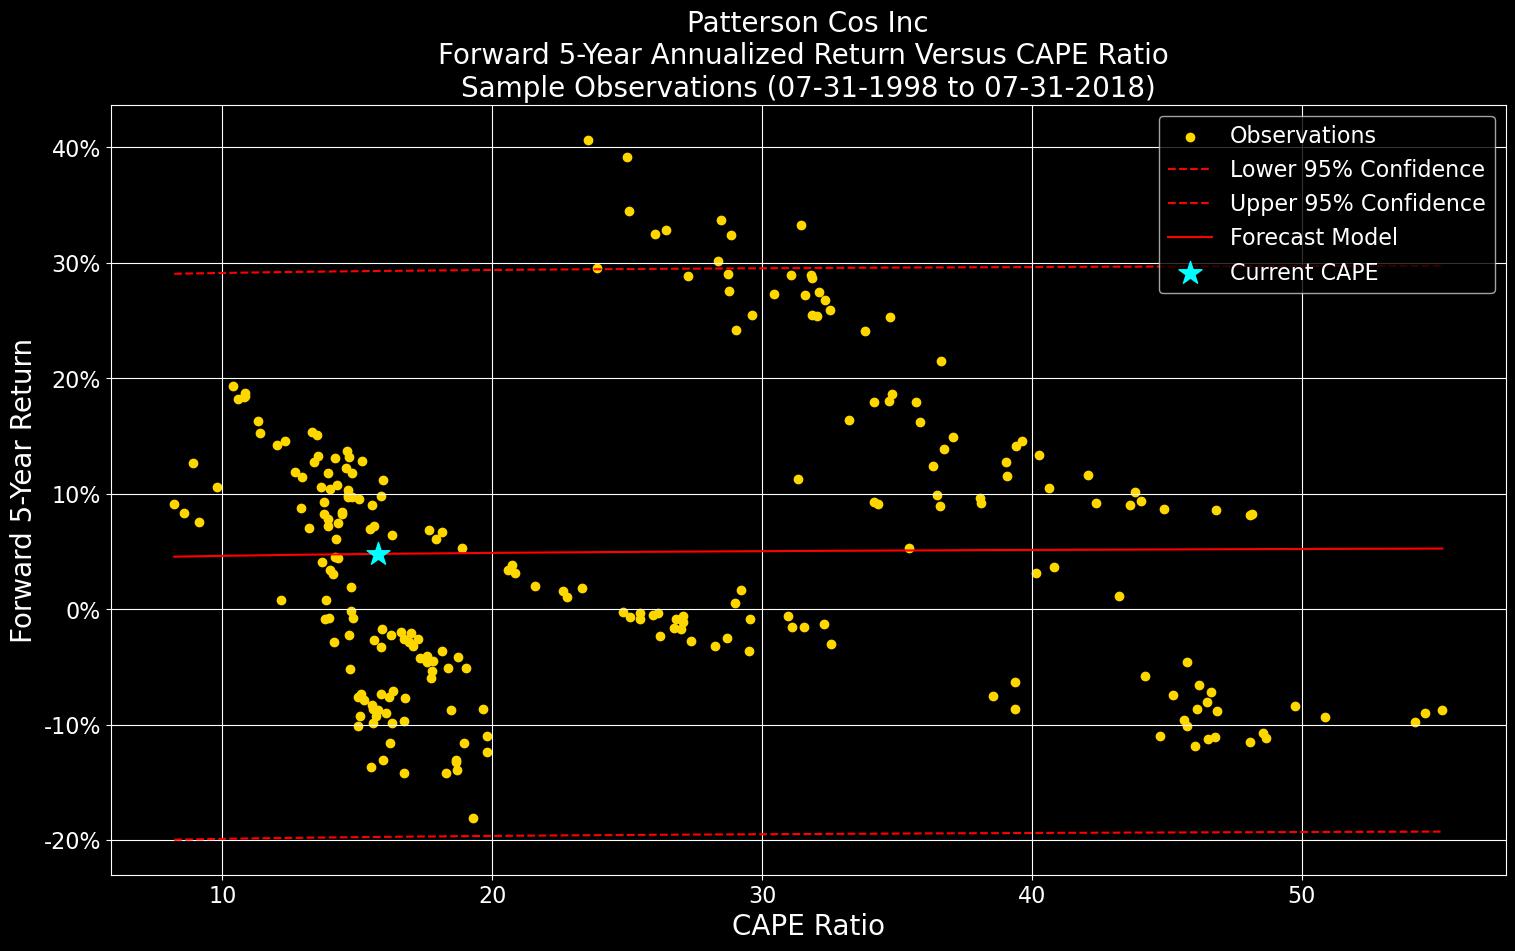 Patterson Cos Inc
Forward 5-Year Annualized Return Versus CAPE Ratio
Sample Observations (07-31-1998 to 07-31-2018)
Observations
Lower 95% Confidence
Upper 95% Confidence
Forecast Model
Current CAPE
Forward 5-Year Return
40%
30%
20%
10%
0%
-10%
-20%
10
20
30
40
50
CAPE Ratio